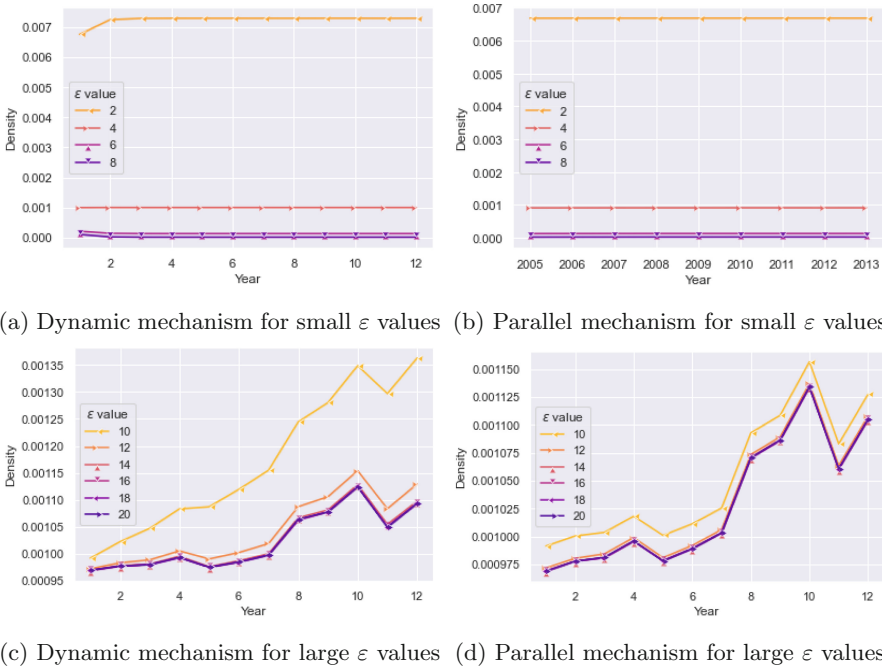 0.007
0.006
0.005
0.004
0.003
0.002
0.001
0.000
Density
ε value
2
4
6
8
2 4 6 8 10 12
Year
0.007
0.006
0.005
0.004
0.003
0.002
0.001
0.000
Density
ε value
2
4
6
8
2005 2006 2007 2008 2009 2010 2011 2012 2013
Year
(a) Dynamic mechanism for small ε values
(b) Parallel mechanism for small ε values
0.00135
0.00130
0.00125
0.00120
0.00115
0.00110
0.00105
0.00100
0.00095
Density
ε value
10
12
14
16
18
20
2 4 6 8 10 12
Year
0.001150
0.001125
0.001100
0.001075
0.001050
0.001025
0.001000
0.000975
Density
ε value
10
12
14
16
18
20
2 4 6 8 10 12
Year
(c) Dynamic mechanism for large ε values
(d) Parallel mechanism for large ε values